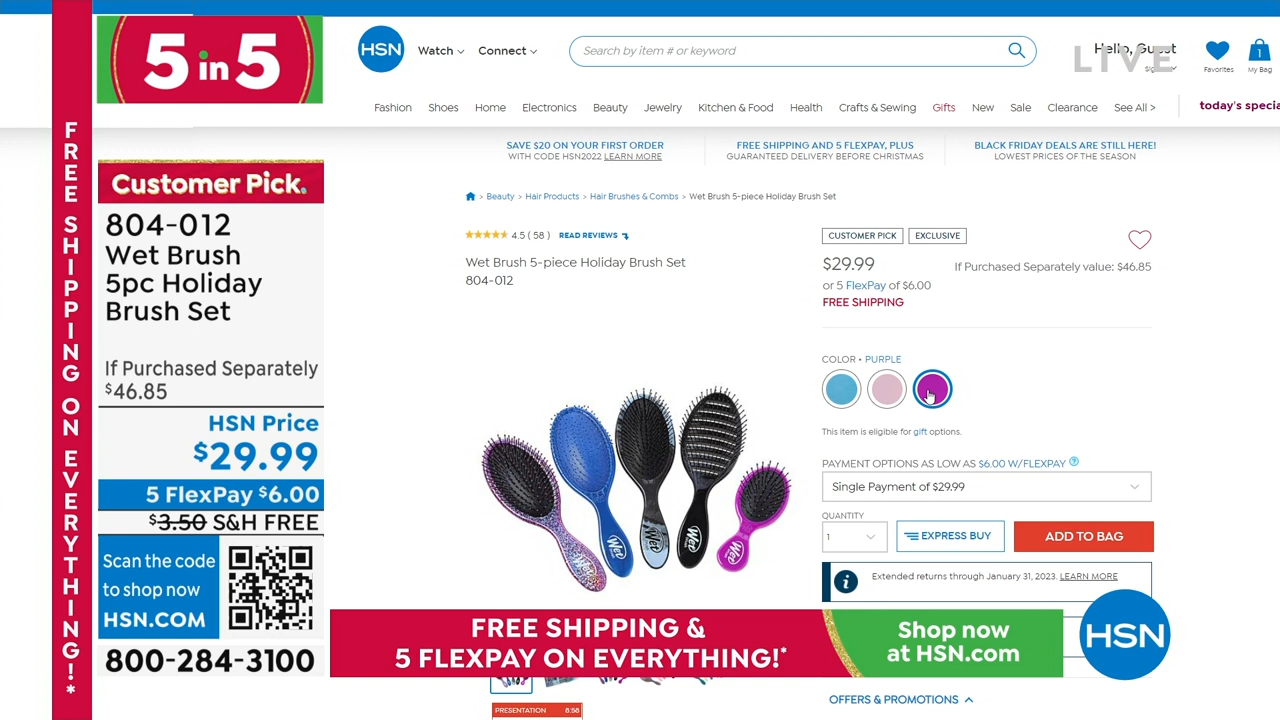 FREE SHIPPING ON EVERYTHING!*
5 in 5
Customer Pick.
804-012
Wet Brush
5pc Holiday
Brush Set
If Purchased Separately
$46.85
HSN Price
$29.99
5 FlexPay $6.00
$3.50 S&H FREE
Scan the code
to shop now
HSN.COM
800-284-3100
HSN
Watch
Connect
Search by item # or keyword
Hello, Guest
LIVE
Favorites
1
My Bag
Fashion Shoes Home Electronics Beauty Jewelry Kitchen & Food Health Crafts & Sewing Gifts New Sale Clearance See All >
today's specia
SAVE $20 ON YOUR FIRST ORDER
WITH CODE HSN2022 LEARN MORE
FREE SHIPPING AND 5 FLEXPAY, PLUS
GUARANTEED DELIVERY BEFORE CHRISTMAS
BLACK FRIDAY DEALS ARE STILL HERE!
LOWEST PRICES OF THE SEASON
> Beauty > Hair Products > Hair Brushes & Combs > Wet Brush 5-piece Holiday Brush Set
4.5 ( 58 ) READ REVIEWS
Wet Brush 5-piece Holiday Brush Set
804-012
CUSTOMER PICK
EXCLUSIVE
$29.99
If Purchased Separately value: $46.85
or 5 FlexPay of $6.00
FREE SHIPPING
COLOR • PURPLE
This item is eligible for gift options.
PAYMENT OPTIONS AS LOW AS $6.00 W/FLEXPAY ?
Single Payment of $29.99
QUANTITY
1
EXPRESS BUY
ADD TO BAG
i
Extended returns through January 31, 2023. LEARN MORE
Wet
Wet
Wet
Wet
Wet
FREE SHIPPING &
5 FLEXPAY ON EVERYTHING!*
Shop now
at HSN.com
HSN
OFFERS & PROMOTIONS
PRESENTATION 8:58